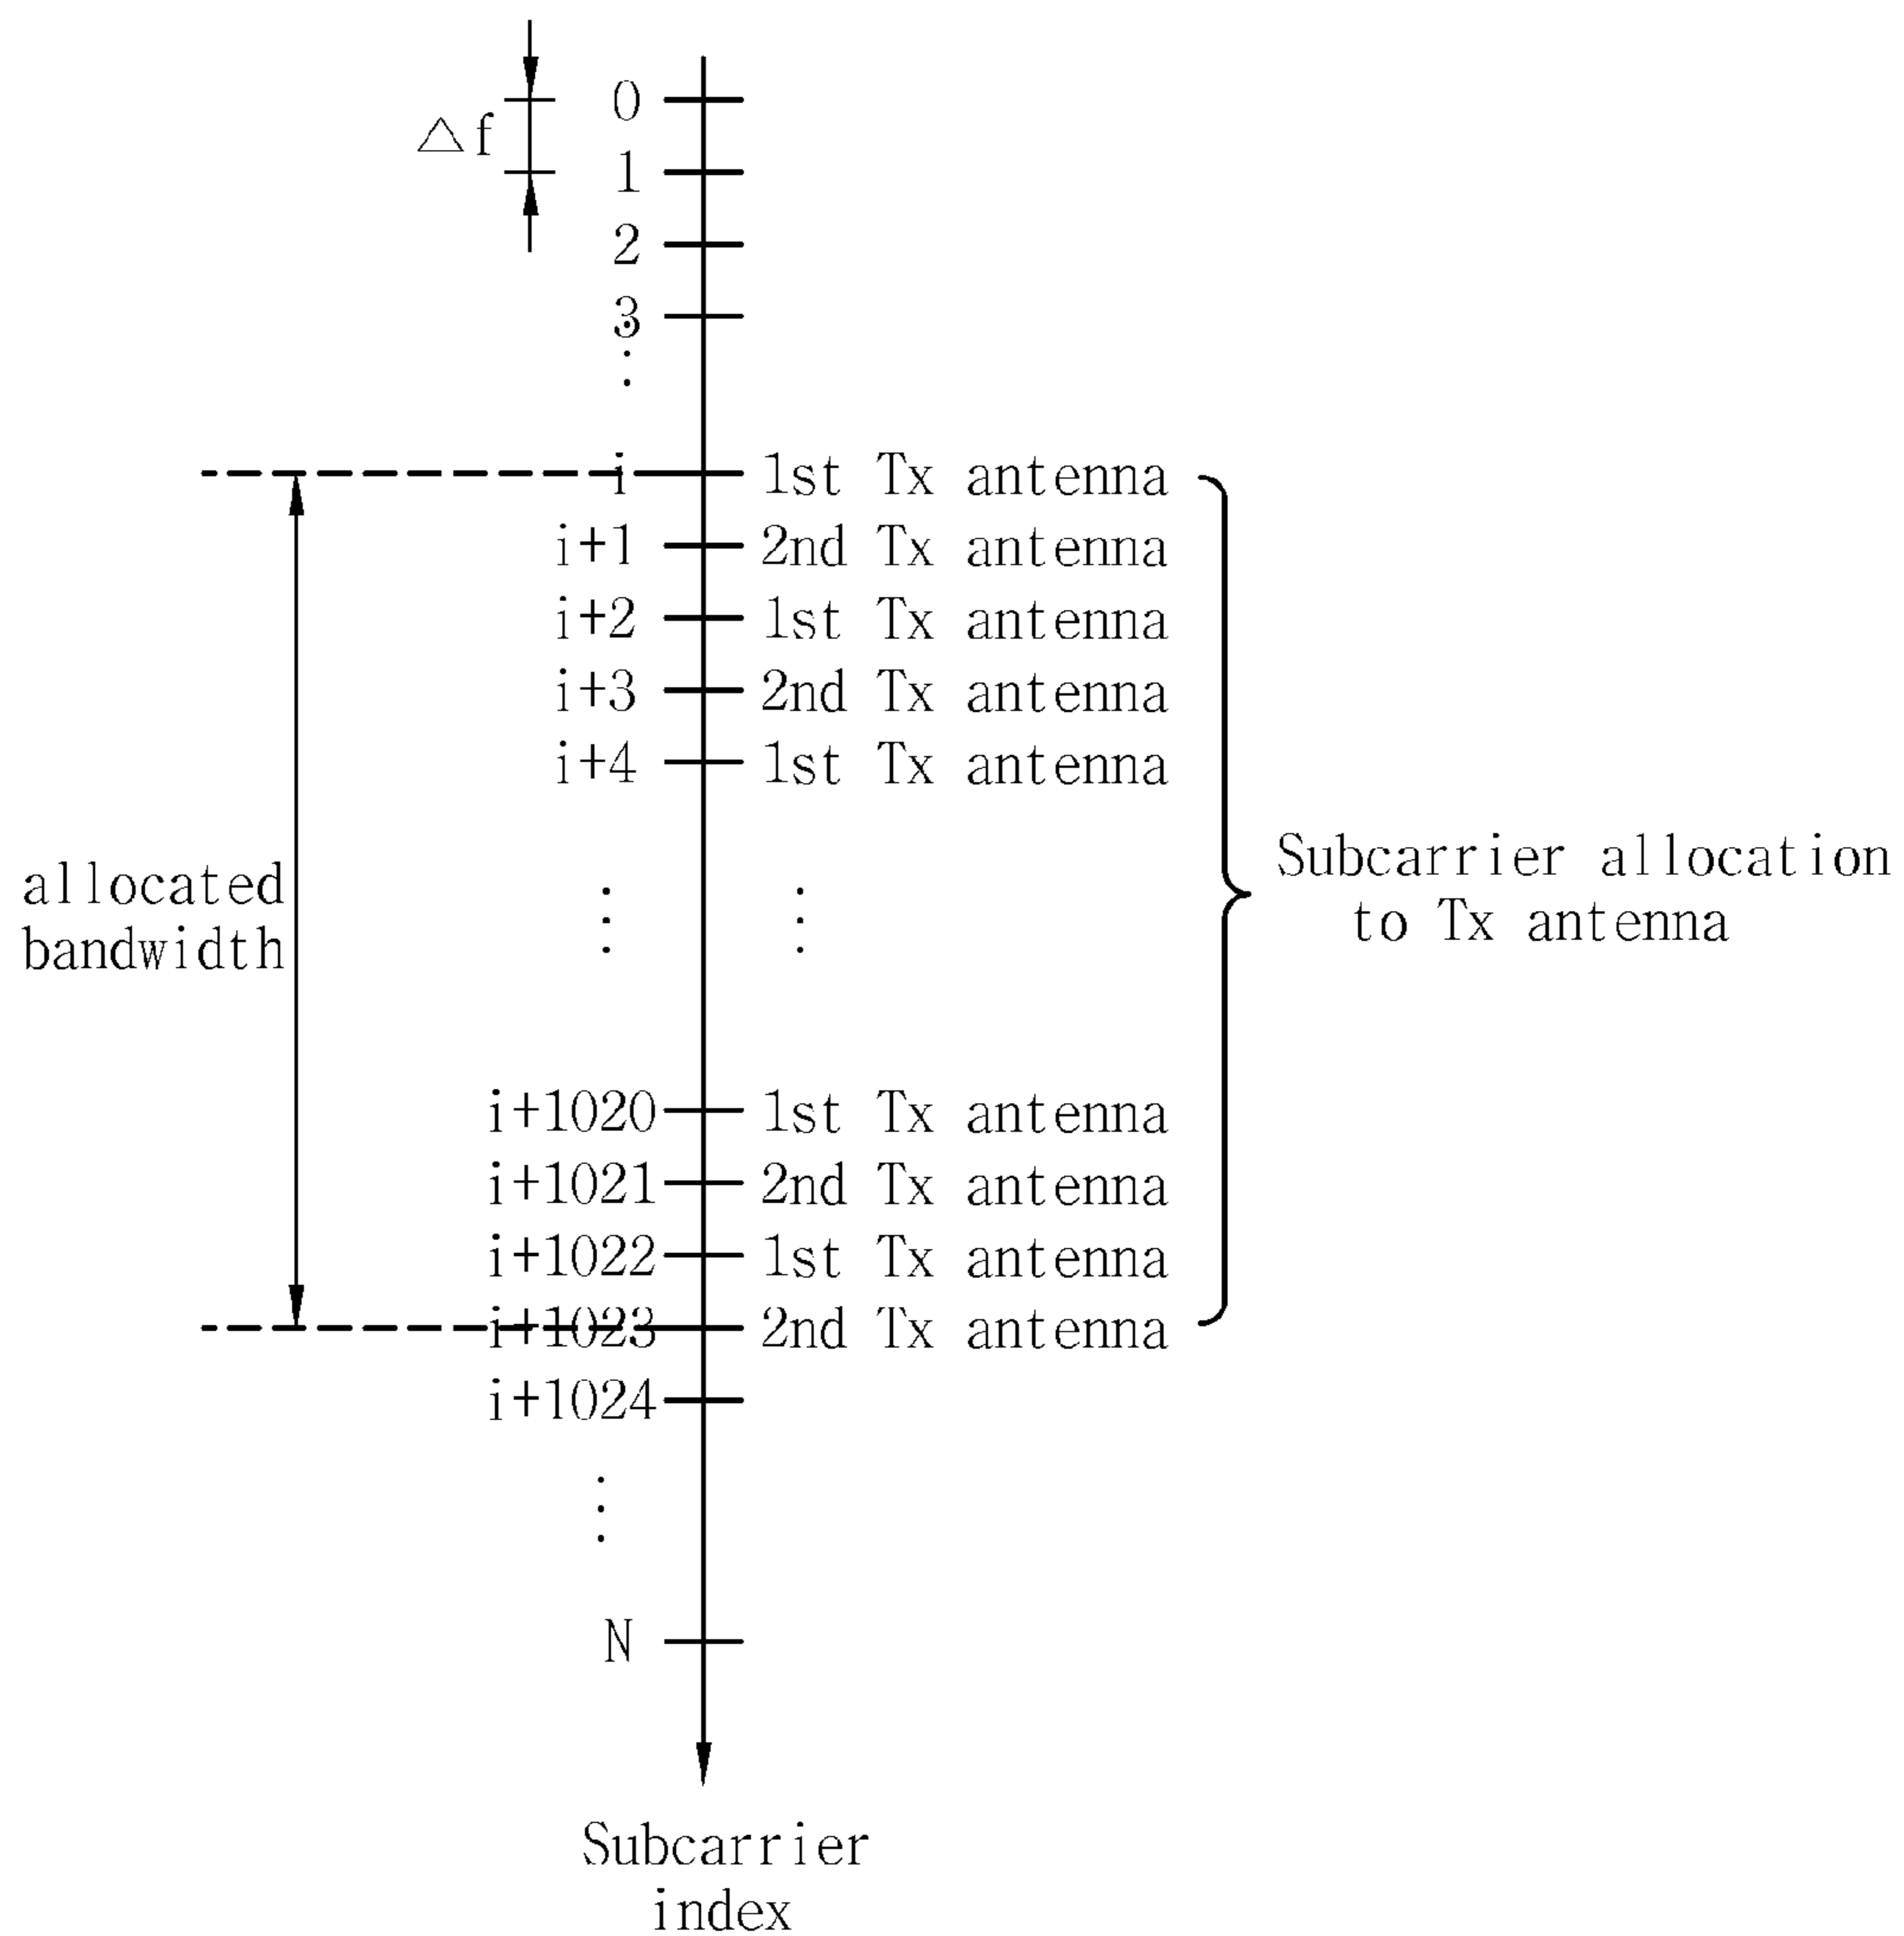 0
△f
1
2
3
i 1st Tx antenna
i+1 2nd Tx antenna
i+2 1st Tx antenna
i+3 2nd Tx antenna
i+4 1st Tx antenna
allocated
bandwidth
Subcarrier allocation
to Tx antenna
i+1020 1st Tx antenna
i+1021 2nd Tx antenna
i+1022 1st Tx antenna
i+1023 2nd Tx antenna
i+1024
N
Subcarrier
index